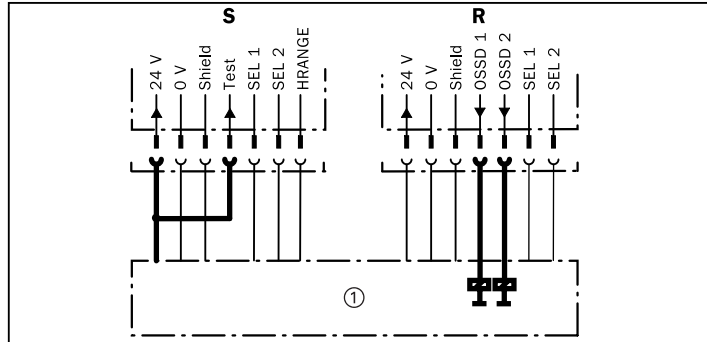 S
R
24 V
0 V
Shield
Test
SEL 1
SEL 2
HRANGE
24 V
0 V
Shield
OSSD 1
OSSD 2
SEL 1
SEL 2
①